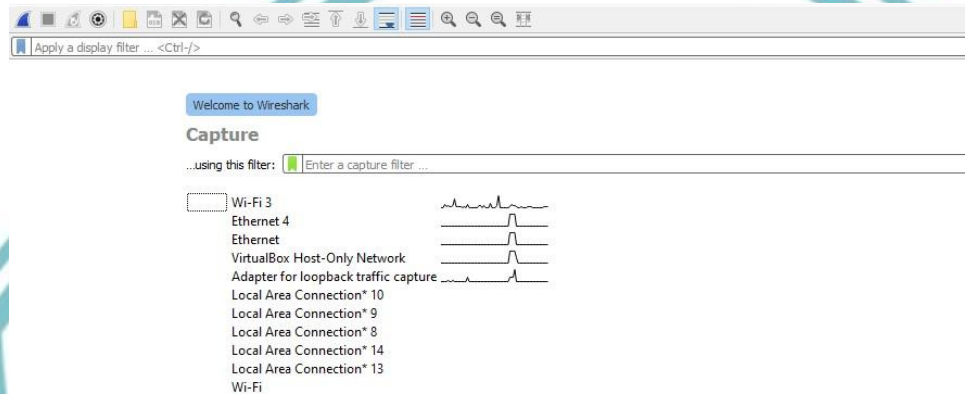 Apply a display filter ... <Ctrl-/>
Welcome to Wireshark
Capture
...using this filter: Enter a capture filter ...
Wi-Fi 3
Ethernet 4
Ethernet
VirtualBox Host-Only Network
Adapter for loopback traffic capture
Local Area Connection* 10
Local Area Connection* 9
Local Area Connection* 8
Local Area Connection* 14
Local Area Connection* 13
Wi-Fi